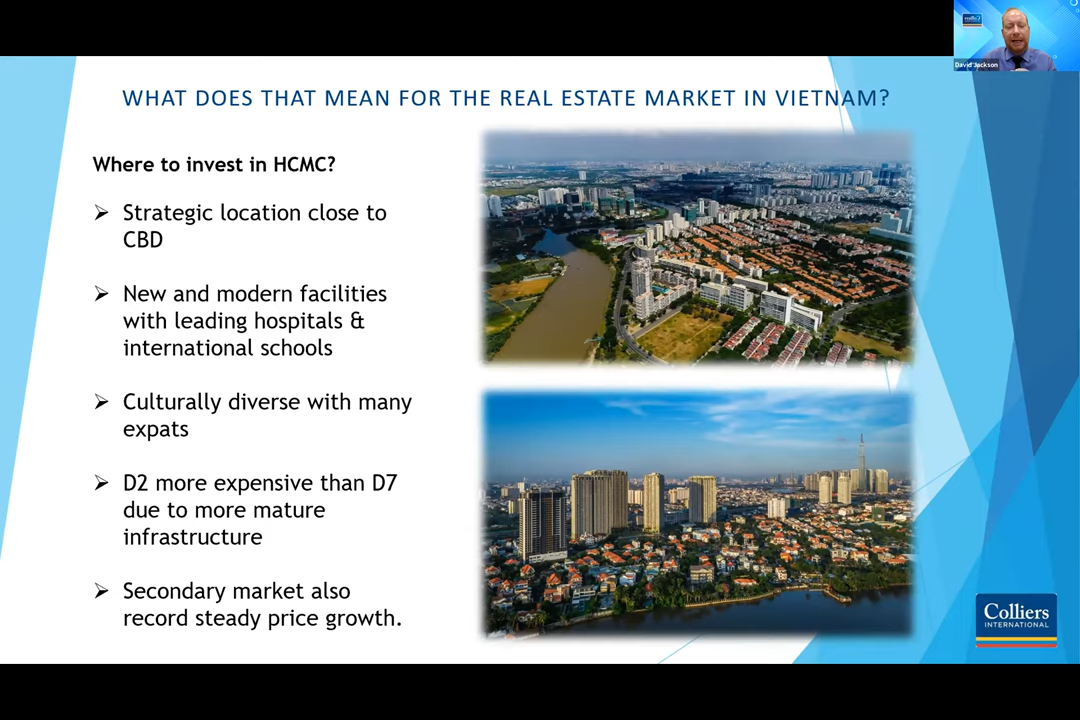 David Jackson
WHAT DOES THAT MEAN FOR THE REAL ESTATE MARKET IN VIETNAM?
Where to invest in HCMC?
➢ Strategic location close to
CBD
➢ New and modern facilities
with leading hospitals &
international schools
➢ Culturally diverse with many
expats
➢ D2 more expensive than D7
due to more mature
infrastructure
➢ Secondary market also
record steady price growth.
Colliers
INTERNATIONAL